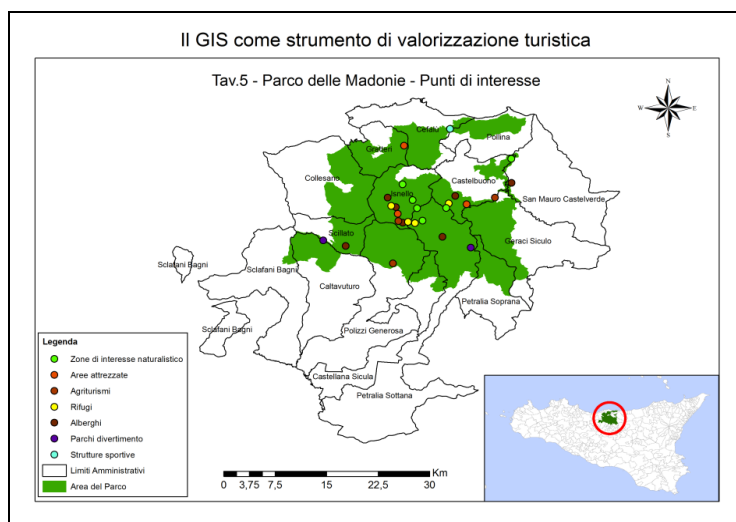 Il GIS come strumento di valorizzazione turistica
Tav.5 - Parco delle Madonie - Punti di interesse
N
W
E
S
Cefalù
Pollina
Gratteri
Collesano
Castelbuono
Isnello
San Mauro Castelverde
Scillato
Geraci Siculo
Sclafani Bagni
Sclafani Bagni
Caltavuturo
Petralia Soprana
Sclafani Bagni
Polizzi Generosa
Castellana Sicula
Petralia Sottana
Legenda
Zone di interesse naturalistico
Aree attrezzate
Agriturismi
Rifugi
Alberghi
Parchi divertimento
Strutture sportive
Limiti Amministrativi
Area del Parco
Km
0 3,75 7,5 15 22,5 30